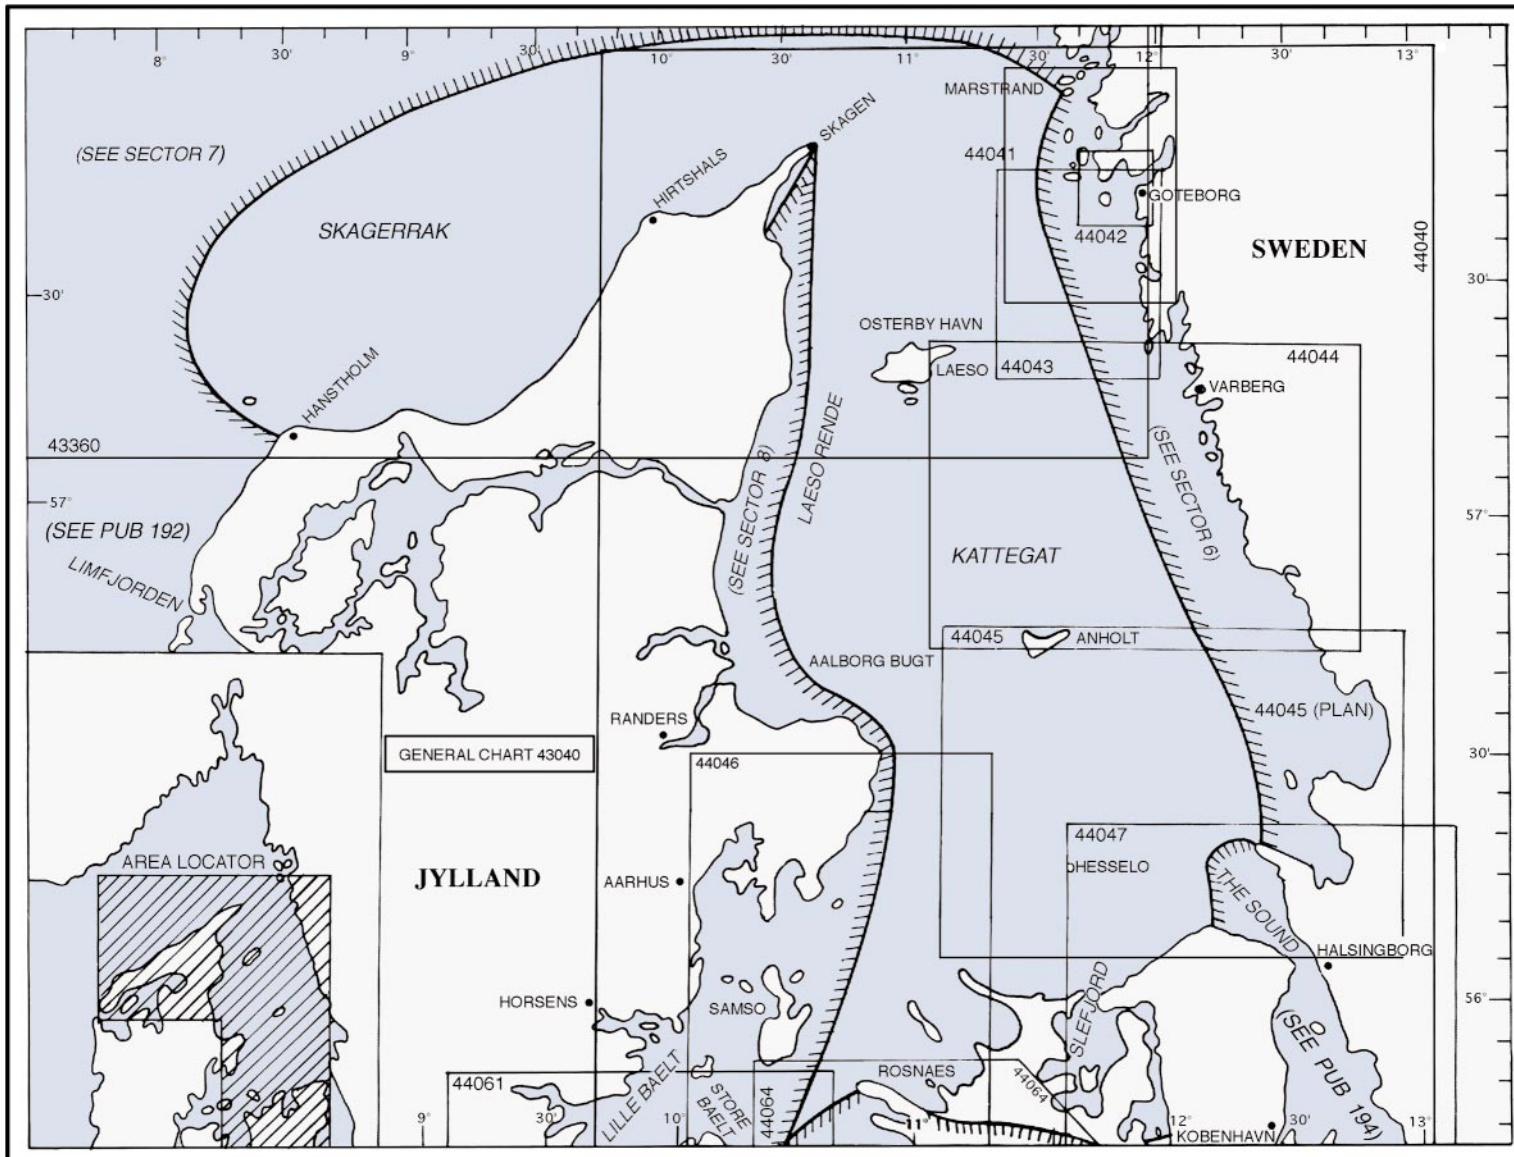 8°
30'
9°
30'
10°
30'
11°
30'
12°
30'
13°
MARSTRAND
SKAGEN
(SEE SECTOR 7)
44041
HIRTSHALS
GOTEBORG
SKAGERRAK
44042
SWEDEN
44040
30'
30'
OSTERBY HAVN
44044
LAESO
44043
HANSTHOLM
VARBERG
LAESO RENDE
43360
(SEE SECTOR 8)
(SEE SECTOR 6)
57°
57°
(SEE PUB 192)
KATTEGAT
LIMFJORDEN
44045
ANHOLT
AALBORG BUGT
44045 (PLAN)
RANDERS
GENERAL CHART 43040
44046
30'
44047
AREA LOCATOR
HESSELO
JYLLAND
AARHUS
THE SOUND
HALSINGBORG
HORSENS
SAMSO
SLEFJORD
56°
(SEE PUB 194)
LILLE BAELT
ROSNAES
44061
STORE
BAELT
44064
44064
9°
30'
10°
11°
12°
30'
13°
KOBENHAVN